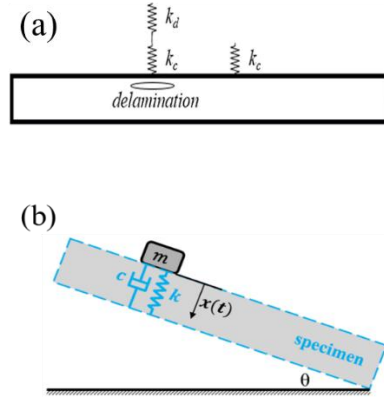 (a)
k_d
k_c k_c
delamination
(b)
m
c k
x(t)
specimen
θ